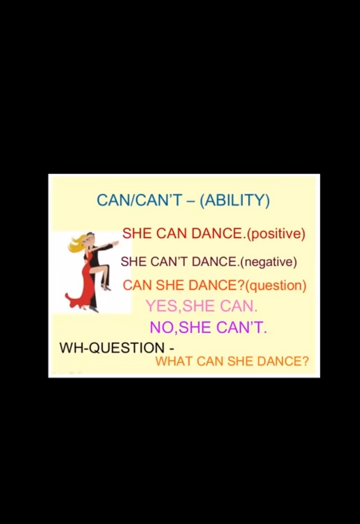 CAN/CAN'T – (ABILITY)
SHE CAN DANCE.(positive)
SHE CAN'T DANCE.(negative)
CAN SHE DANCE?(question)
YES,SHE CAN.
NO,SHE CAN'T.
WH-QUESTION -
WHAT CAN SHE DANCE?